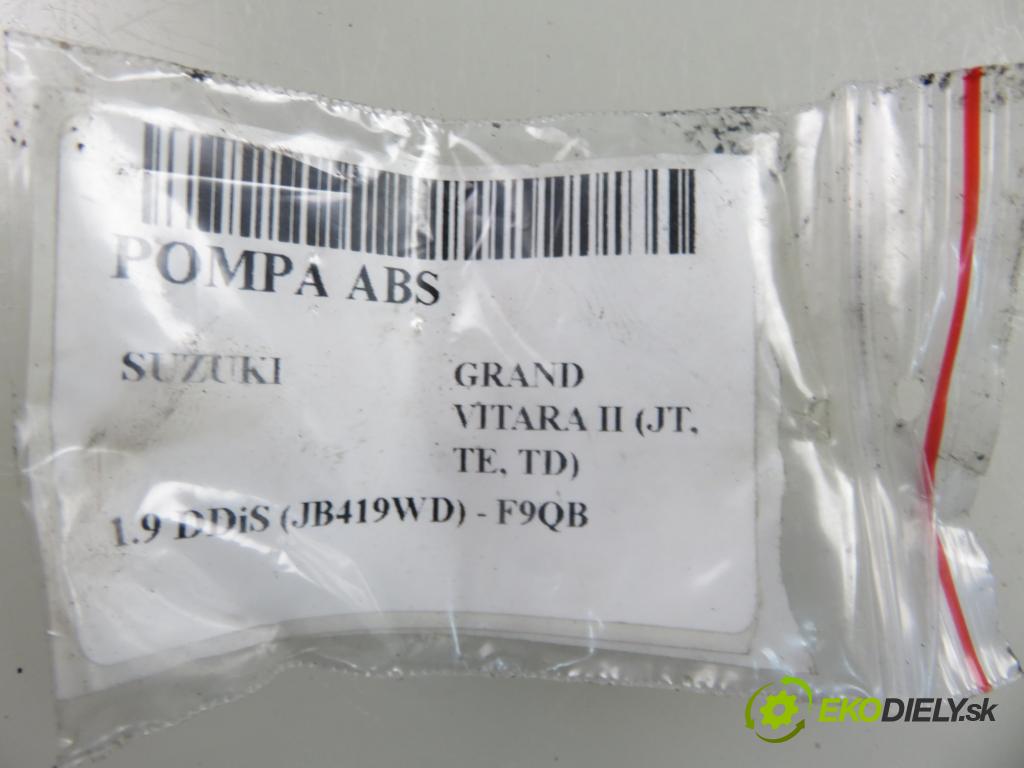 POMPA ABS
SUZUKI
GRAND
VITARA II (JT,
TE, TD)
1.9 DDiS (JB419WD) - F9QB
EKODIELY.sk